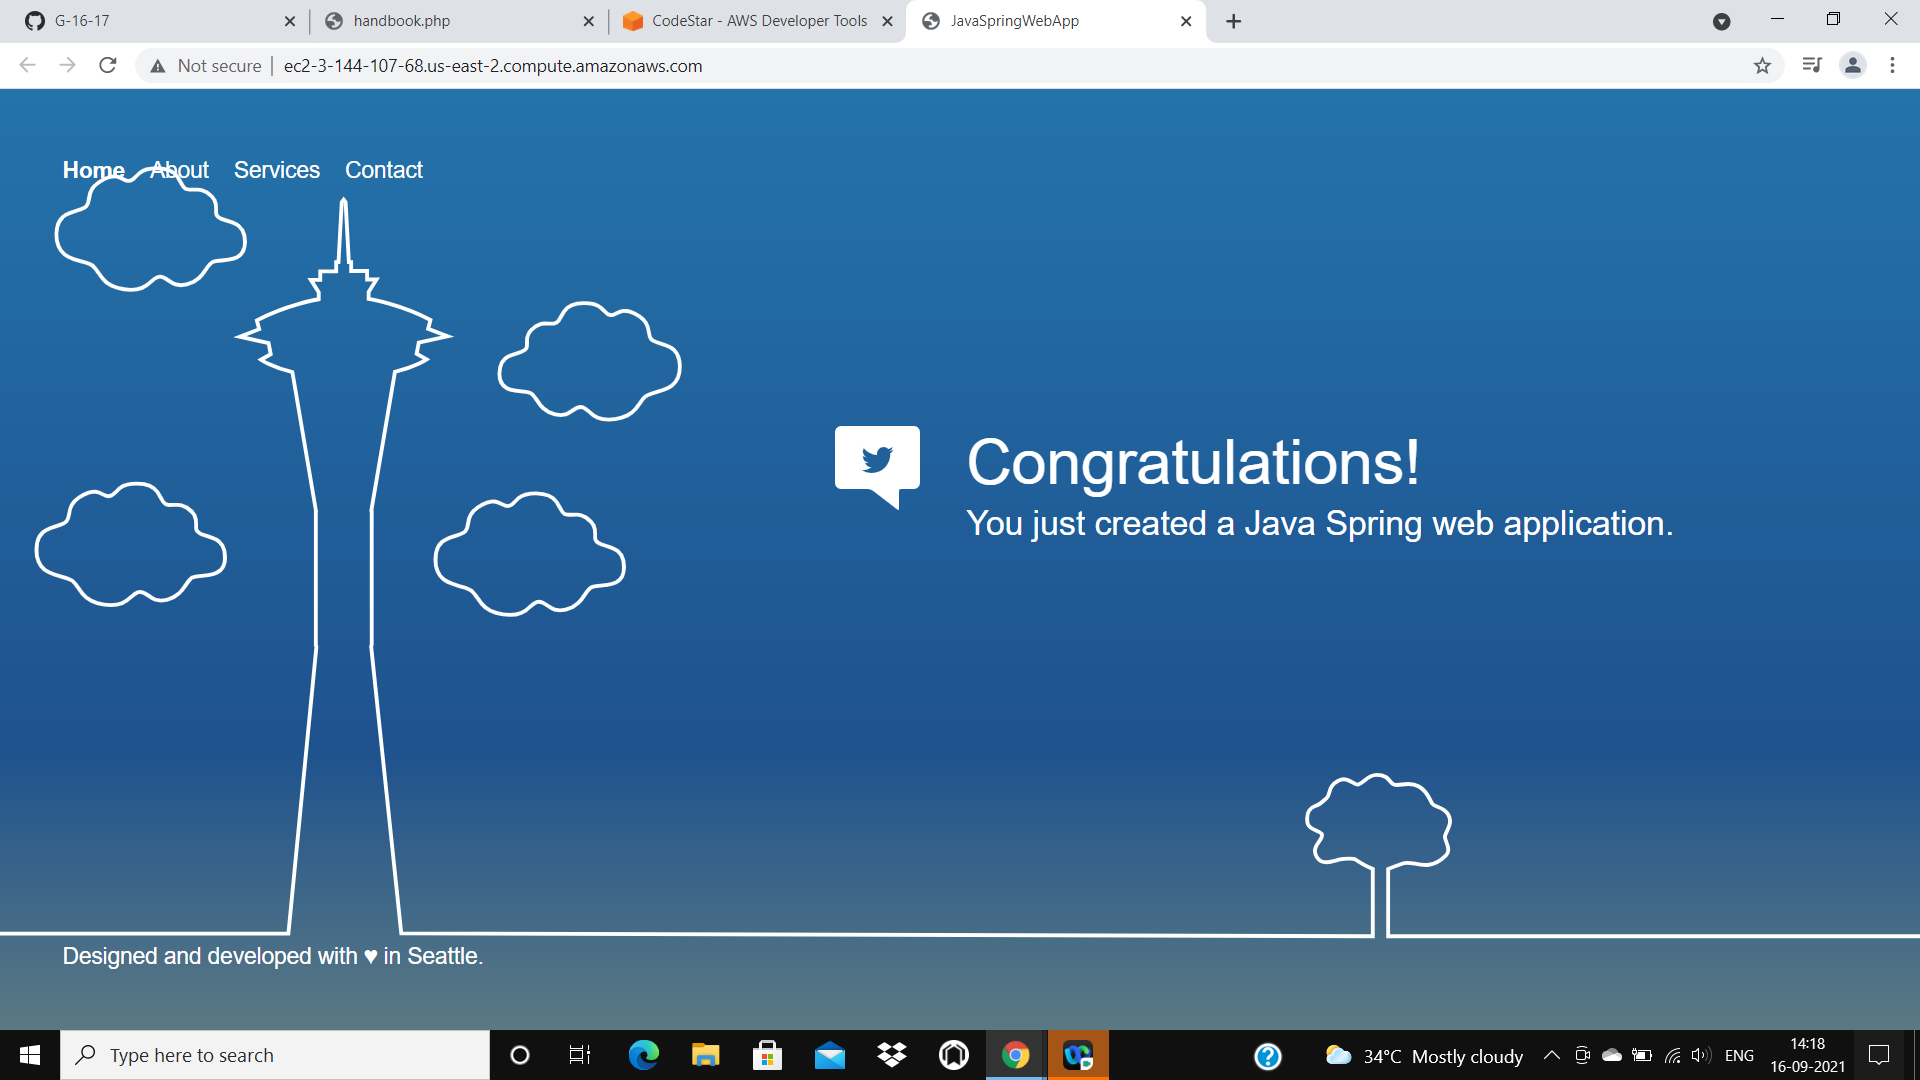 G-16-17
handbook.php
CodeStar - AWS Developer Tools
JavaSpringWebApp
Not secure
ec2-3-144-107-68.us-east-2.compute.amazonaws.com
Home About Services Contact
Congratulations!
You just created a Java Spring web application.
Designed and developed with ♥ in Seattle.
Type here to search
34°C Mostly cloudy
ENG
14:18
16-09-2021